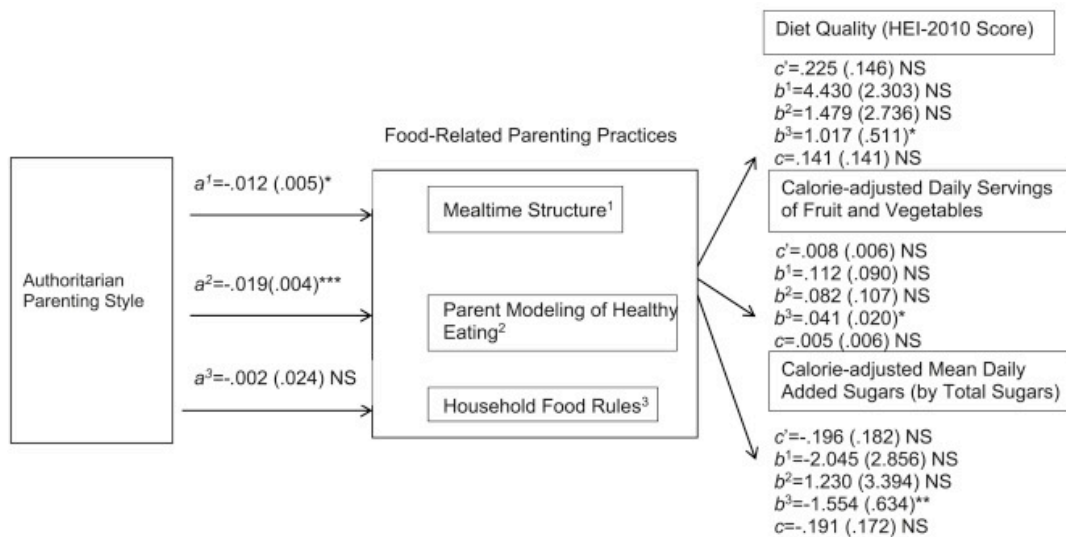 Authoritarian
Parenting Style
a¹=-.012 (.005)*
a²=-.019(.004)***
a³=-.002 (.024) NS
Food-Related Parenting Practices
Mealtime Structure¹
Parent Modeling of Healthy
Eating²
Household Food Rules³
Diet Quality (HEI-2010 Score)
c'=.225 (.146) NS
b¹=4.430 (2.303) NS
b²=1.479 (2.736) NS
b³=1.017 (.511)*
c=.141 (.141) NS
Calorie-adjusted Daily Servings
of Fruit and Vegetables
c'=.008 (.006) NS
b¹=.112 (.090) NS
b²=.082 (.107) NS
b³=.041 (.020)*
c=.005 (.006) NS
Calorie-adjusted Mean Daily
Added Sugars (by Total Sugars)
c'=-.196 (.182) NS
b¹=-2.045 (2.856) NS
b²=1.230 (3.394) NS
b³=-1.554 (.634)**
c=-.191 (.172) NS